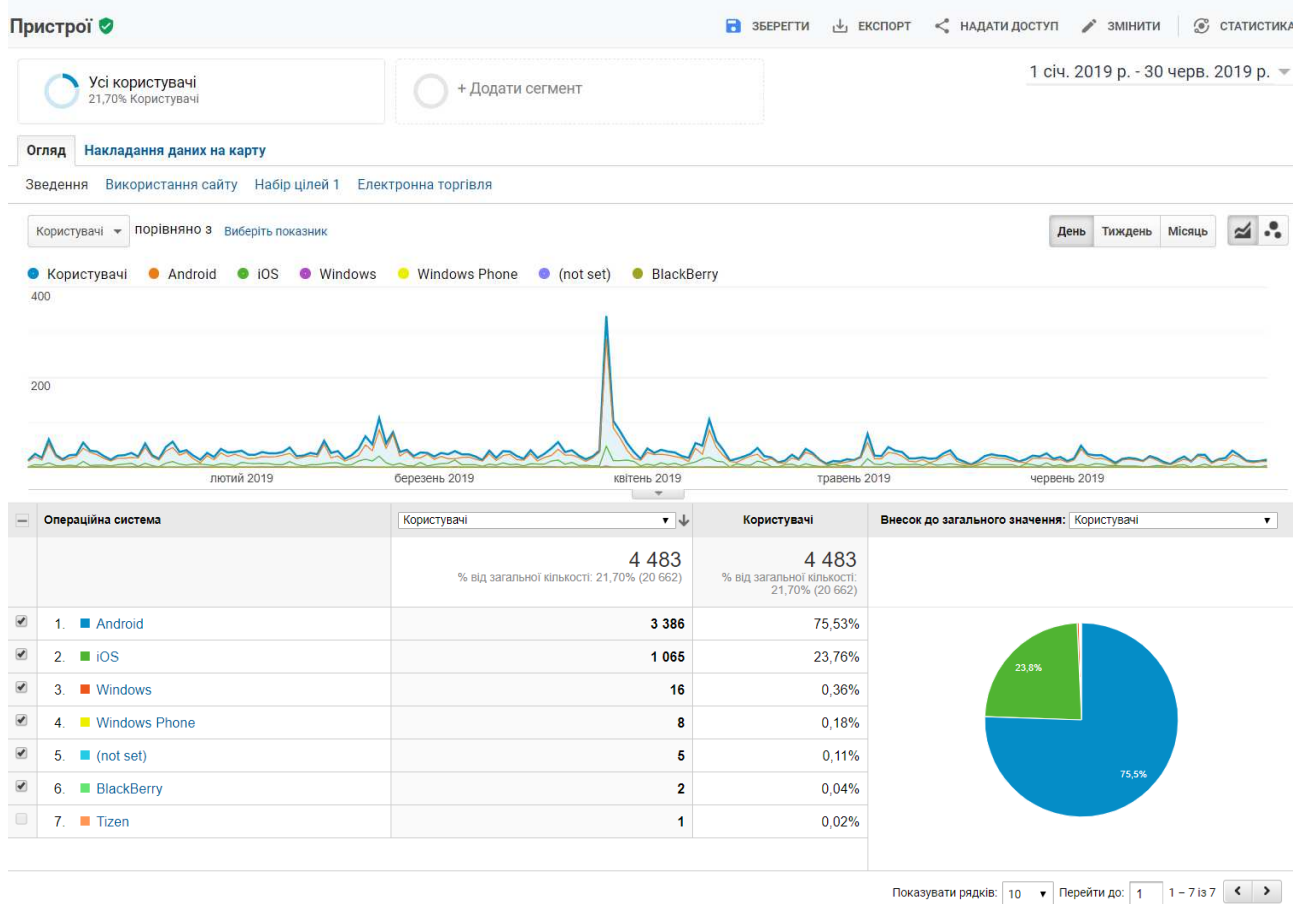 Пристрої
ЗБЕРЕГТИ ЕКСПОРТ НАДАТИ ДОСТУП ЗМІНИТИ СТАТИСТИКА
Усі користувачі
21,70% Користувачі
+ Додати сегмент
1 січ. 2019 р. - 30 черв. 2019 р.
Огляд Накладання даних на карту
Зведення Використання сайту Набір цілей 1 Електронна торгівля
Користувачі порівняно з Виберіть показник
День Тиждень Місяць
Користувачі Android iOS Windows Windows Phone (not set) BlackBerry
400
200
лютий 2019 березень 2019 квітень 2019 травень 2019 червень 2019
Операційна система Користувачі Користувачі Внесок до загального значення: Користувачі
4 483 4 483
% від загальної кількості: 21,70% (20 662) % від загальної кількості:
21,70% (20 662)
1. Android 3 386 75,53%
2. iOS 1 065 23,76%
3. Windows 16 0,36%
4. Windows Phone 8 0,18%
5. (not set) 5 0,11%
6. BlackBerry 2 0,04%
7. Tizen 1 0,02%
23,8%
75,5%
Показувати рядків: 10 Перейти до: 1 1 – 7 із 7